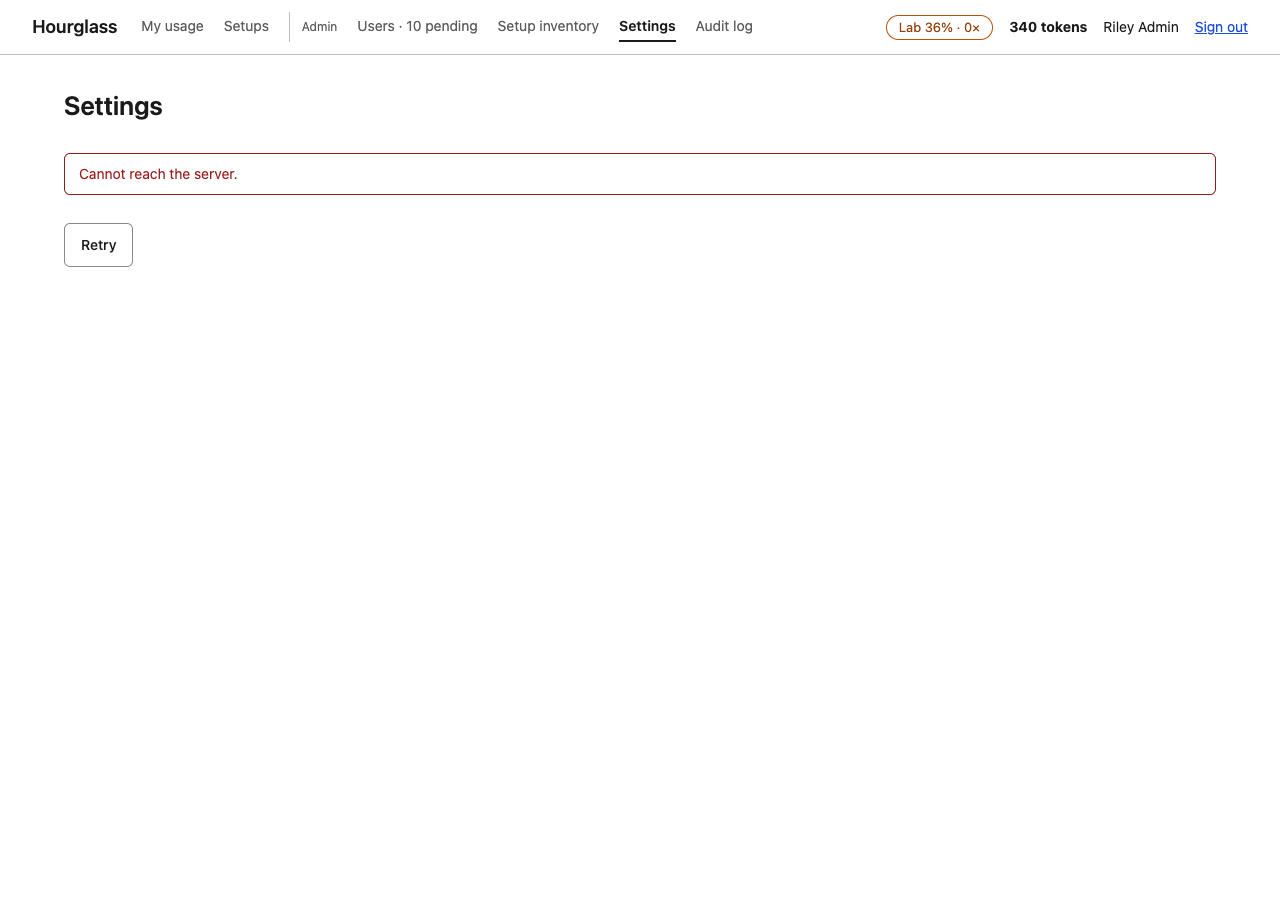 Hourglass My usage Setups Admin Users · 10 pending Setup inventory Settings Audit log Lab 36% · 0× 340 tokens Riley Admin Sign out
Settings
Cannot reach the server.
Retry